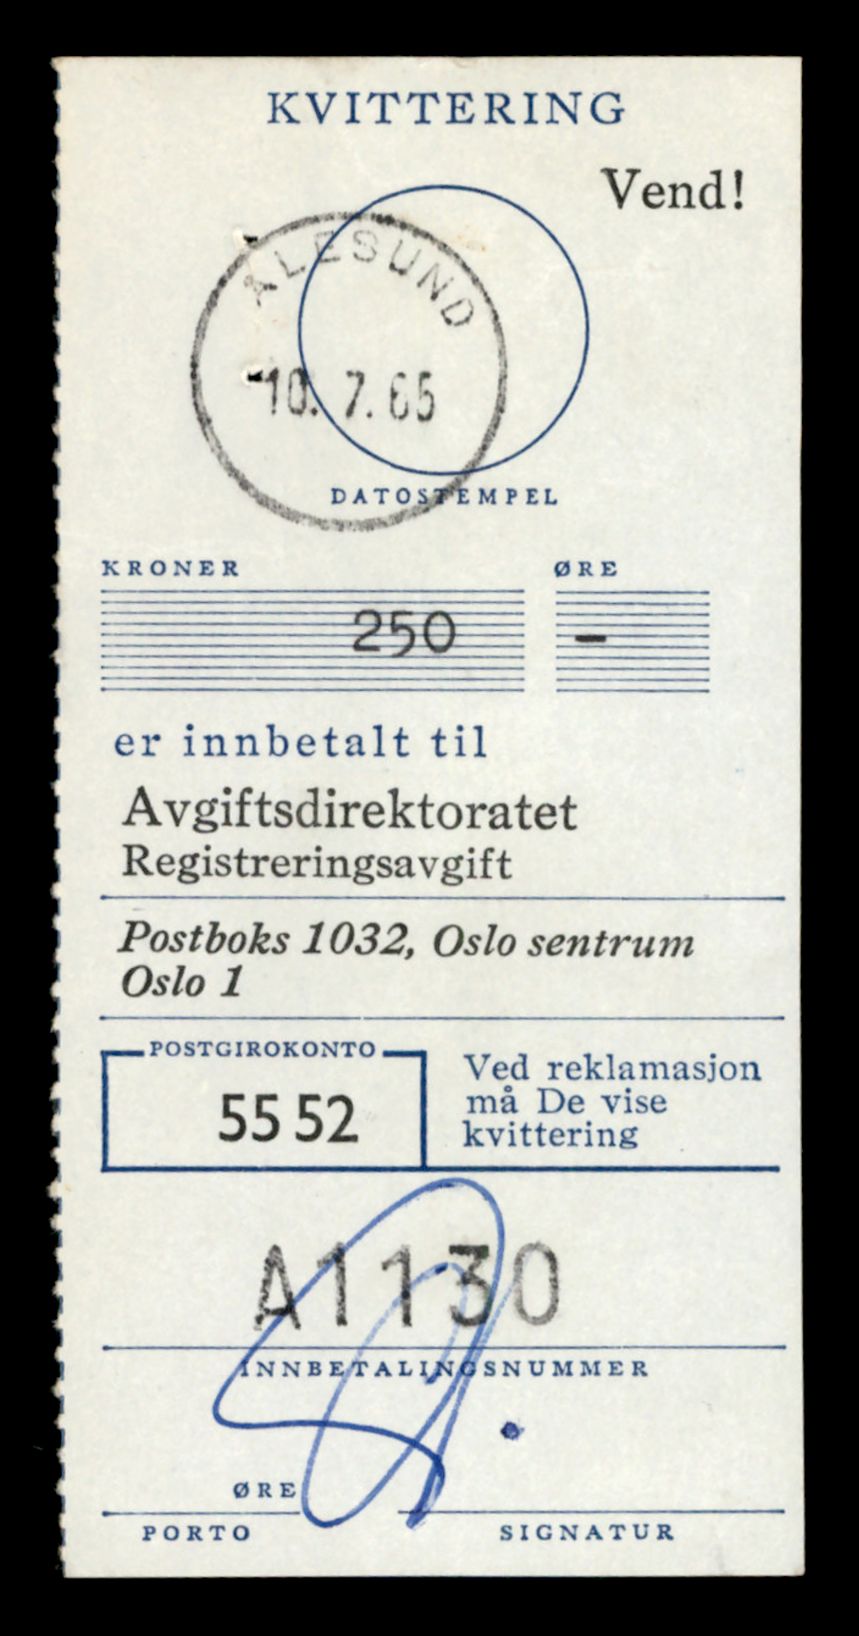 KVITTERING
Vend!
ÅLESUND
10. 7. 65
DATOSTEMPEL
KRONER ØRE
250 -
er innbetalt til
Avgiftsdirektoratet
Registreringsavgift
Postboks 1032, Oslo sentrum
Oslo 1
POSTGIROKONTO
55 52
Ved reklamasjon
må De vise
kvittering
A1130
INNBETALINGSNUMMER
ØRE
PORTO SIGNATUR